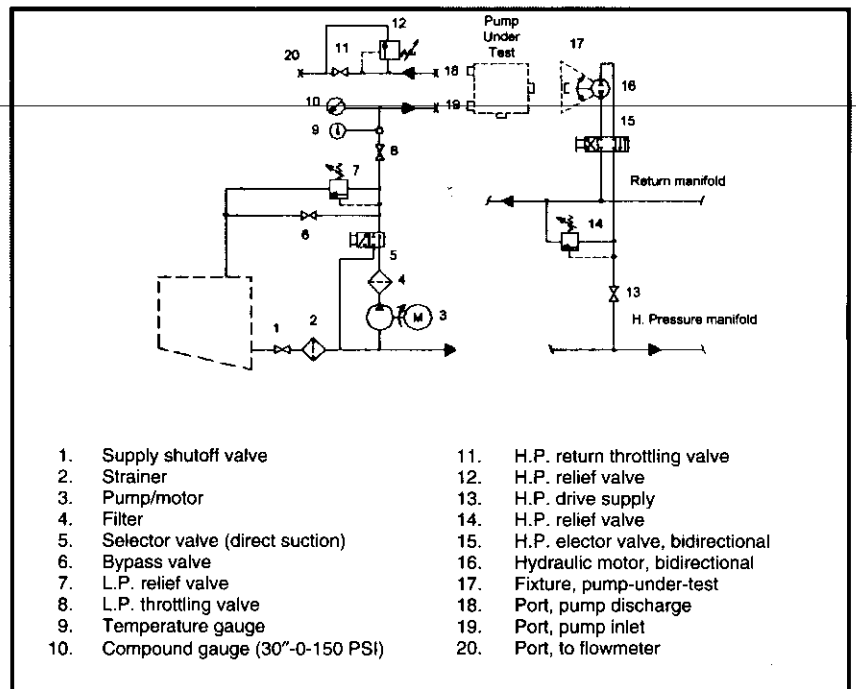 12
Pump
Under
Test
17
20
11
18
16
10
19
15
9
8
7
Return manifold
6
14
5
4
13
1
2
M
3
H. Pressure manifold
1. Supply shutoff valve
2. Strainer
3. Pump/motor
4. Filter
5. Selector valve (direct suction)
6. Bypass valve
7. L.P. relief valve
8. L.P. throttling valve
9. Temperature gauge
10. Compound gauge (30"-0-150 PSI)
11. H.P. return throttling valve
12. H.P. relief valve
13. H.P. drive supply
14. H.P. relief valve
15. H.P. elector valve, bidirectional
16. Hydraulic motor, bidirectional
17. Fixture, pump-under-test
18. Port, pump discharge
19. Port, pump inlet
20. Port, to flowmeter